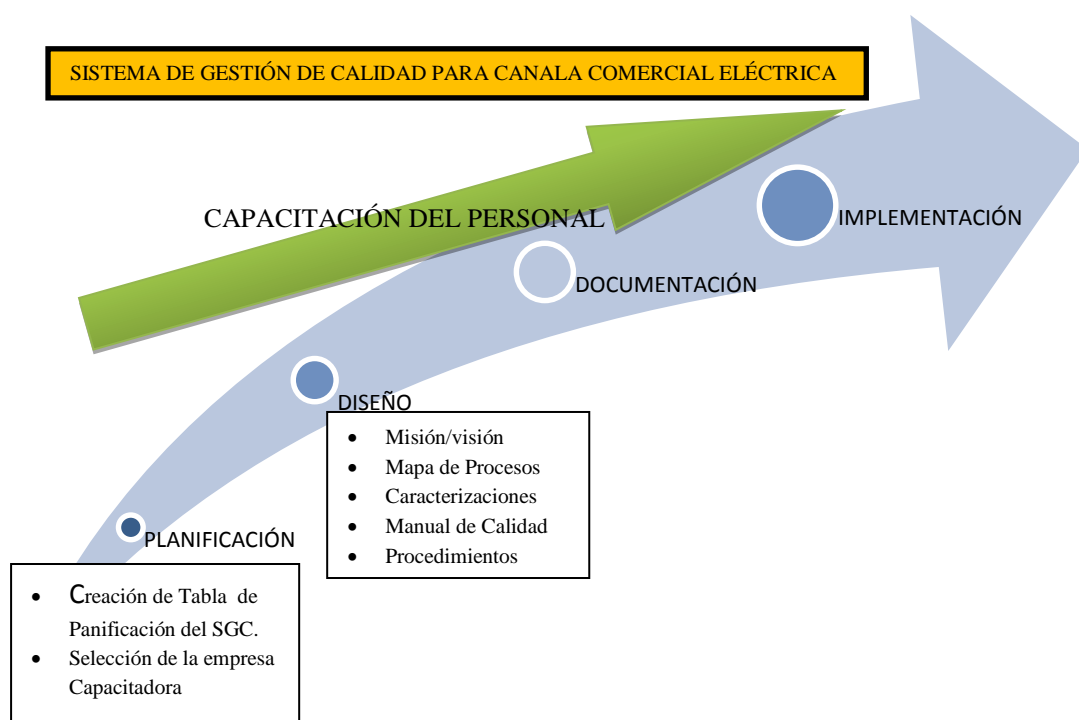 SISTEMA DE GESTIÓN DE CALIDAD PARA CANALA COMERCIAL ELÉCTRICA
CAPACITACIÓN DEL PERSONAL
IMPLEMENTACIÓN
DOCUMENTACIÓN
DISEÑO
• Misión/visión
• Mapa de Procesos
• Caracterizaciones
• Manual de Calidad
• Procedimientos
PLANIFICACIÓN
• Creación de Tabla de
Panificación del SGC.
• Selección de la empresa
Capacitadora